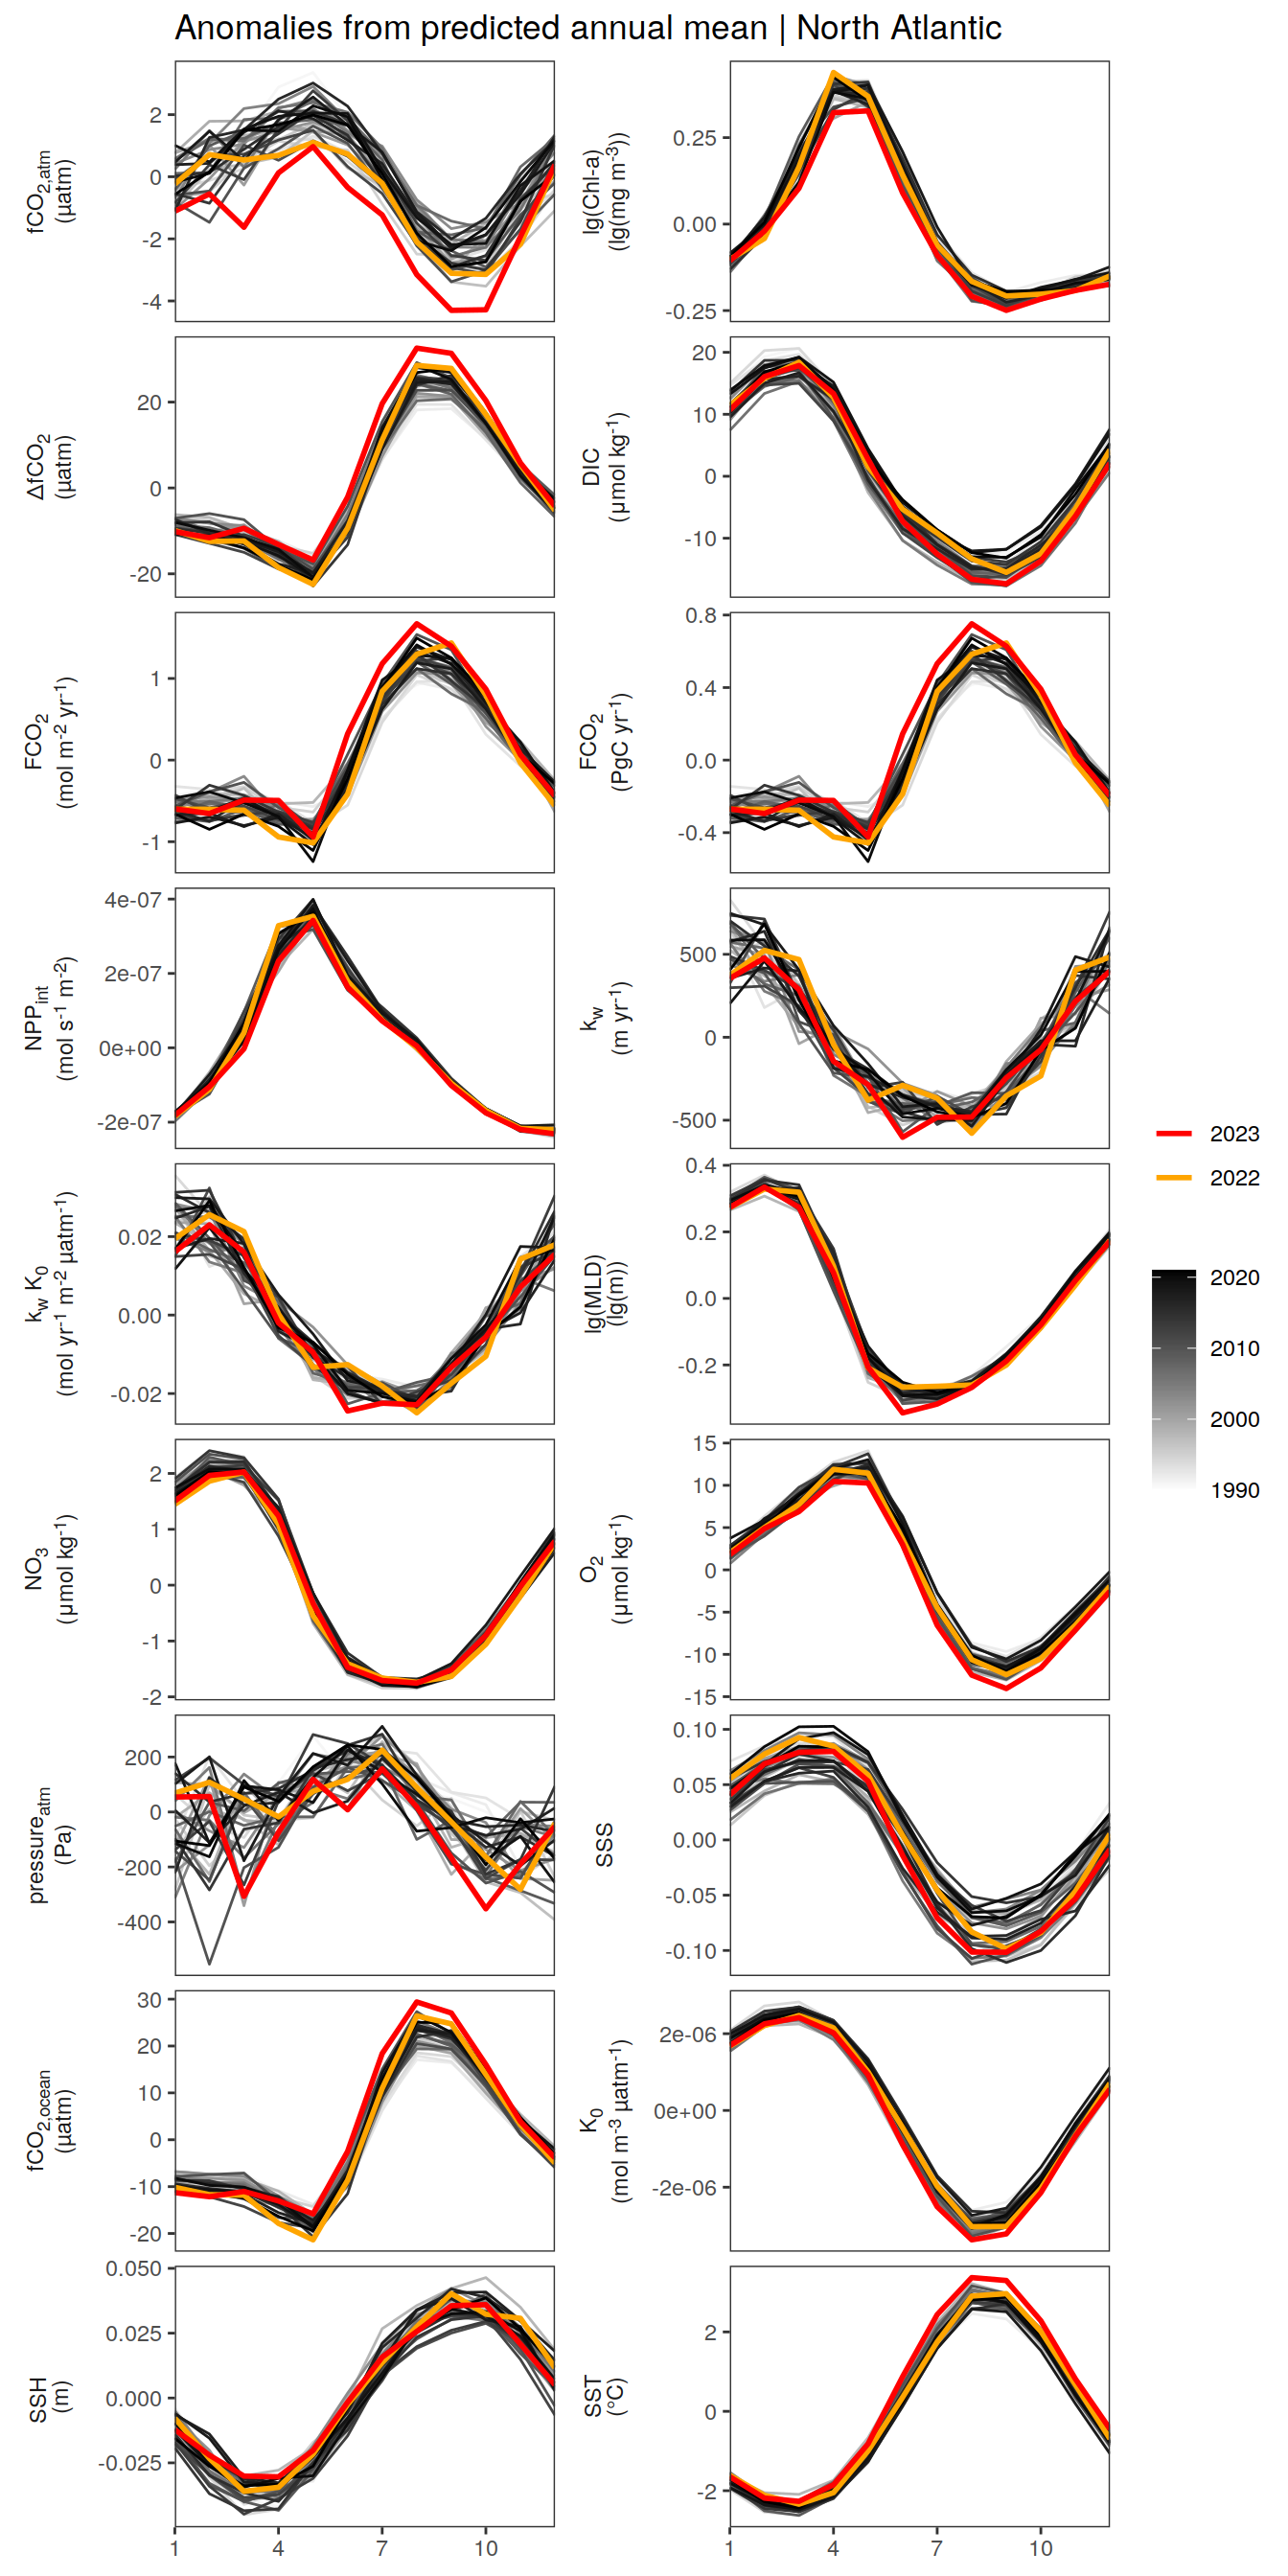 Anomalies from predicted annual mean | North Atlantic
fCO2,atm
(µatm)
2
0
-2
-4
lg(Chl-a)
(lg(mg m-3))
0.25
0.00
-0.25
ΔfCO2
(µatm)
20
0
-20
DIC
(µmol kg-1)
20
10
0
-10
FCO2
(mol m-2 yr-1)
1
0
-1
FCO2
(PgC yr-1)
0.8
0.4
0.0
-0.4
NPPint
(mol s-1 m-2)
4e-07
2e-07
0e+00
-2e-07
kw
(m yr-1)
500
0
-500
kw K0
(mol yr-1 m-2 µatm-1)
0.02
0.00
-0.02
lg(MLD)
(lg(m))
0.4
0.2
0.0
-0.2
NO3
(µmol kg-1)
2
1
0
-1
-2
O2
(µmol kg-1)
15
10
5
0
-5
-10
-15
pressureatm
(Pa)
200
0
-200
-400
SSS
0.10
0.05
0.00
-0.05
-0.10
fCO2,ocean
(µatm)
30
20
10
0
-10
-20
K0
(mol m-3 µatm-1)
2e-06
0e+00
-2e-06
SSH
(m)
0.050
0.025
0.000
-0.025
SST
(°C)
2
0
-2
1 4 7 10
1 4 7 10
2023
2022
2020
2010
2000
1990